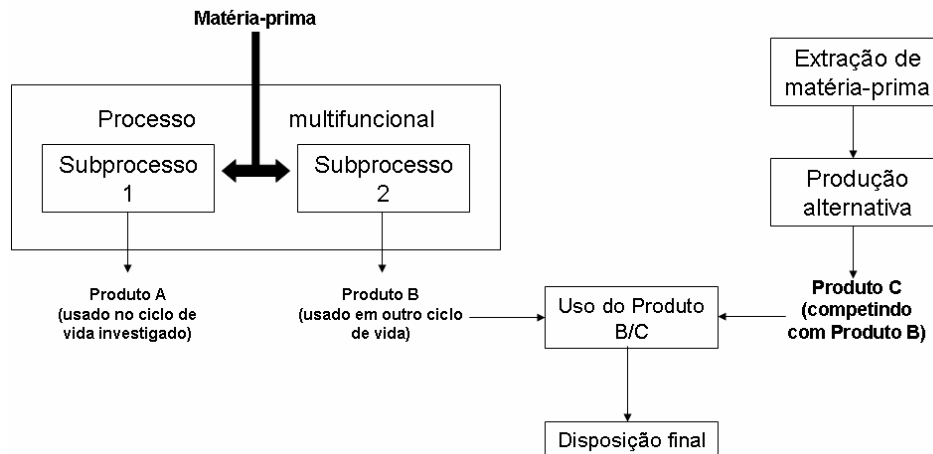 Matéria-prima
Processo multifuncional
Subprocesso
1
Subprocesso
2
Produto A
(usado no ciclo de
vida investigado)
Produto B
(usado em outro ciclo
de vida)
Extração de
matéria-prima
Produção
alternativa
Produto C
(competindo
com Produto B)
Uso do Produto
B/C
Disposição final